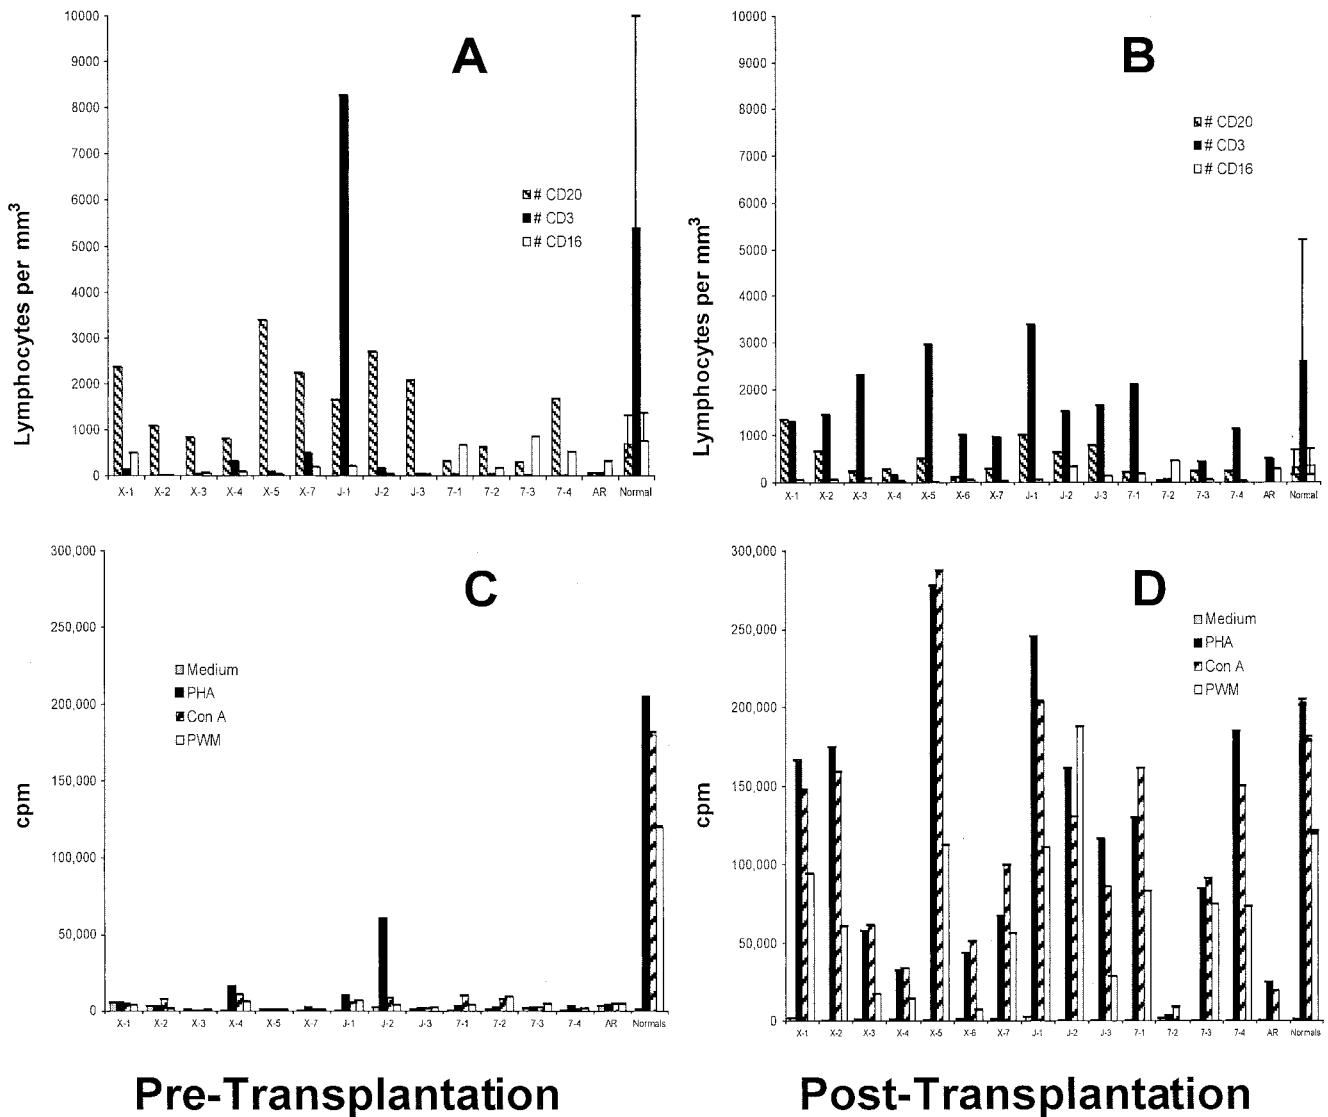 A
10000
9000
8000
7000
6000
5000
4000
3000
2000
1000
0
Lymphocytes per mm3
# CD20
# CD3
# CD16
X-1 X-2 X-3 X-4 X-5 X-7 J-1 J-2 J-3 7-1 7-2 7-3 7-4 AR Normal
B
10000
9000
8000
7000
6000
5000
4000
3000
2000
1000
0
Lymphocytes per mm3
# CD20
# CD3
# CD16
X-1 X-2 X-3 X-4 X-5 X-6 X-7 J-1 J-2 J-3 7-1 7-2 7-3 7-4 AR Normal
C
300,000
250,000
200,000
150,000
100,000
50,000
0
cpm
Medium
PHA
Con A
PWM
X-1 X-2 X-3 X-4 X-5 X-7 J-1 J-2 J-3 7-1 7-2 7-3 7-4 AR Normals
D
300,000
250,000
200,000
150,000
100,000
50,000
0
cpm
Medium
PHA
Con A
PWM
X-1 X-2 X-3 X-4 X-5 X-6 X-7 J-1 J-2 J-3 7-1 7-2 7-3 7-4 AR Normals
Pre-Transplantation
Post-Transplantation